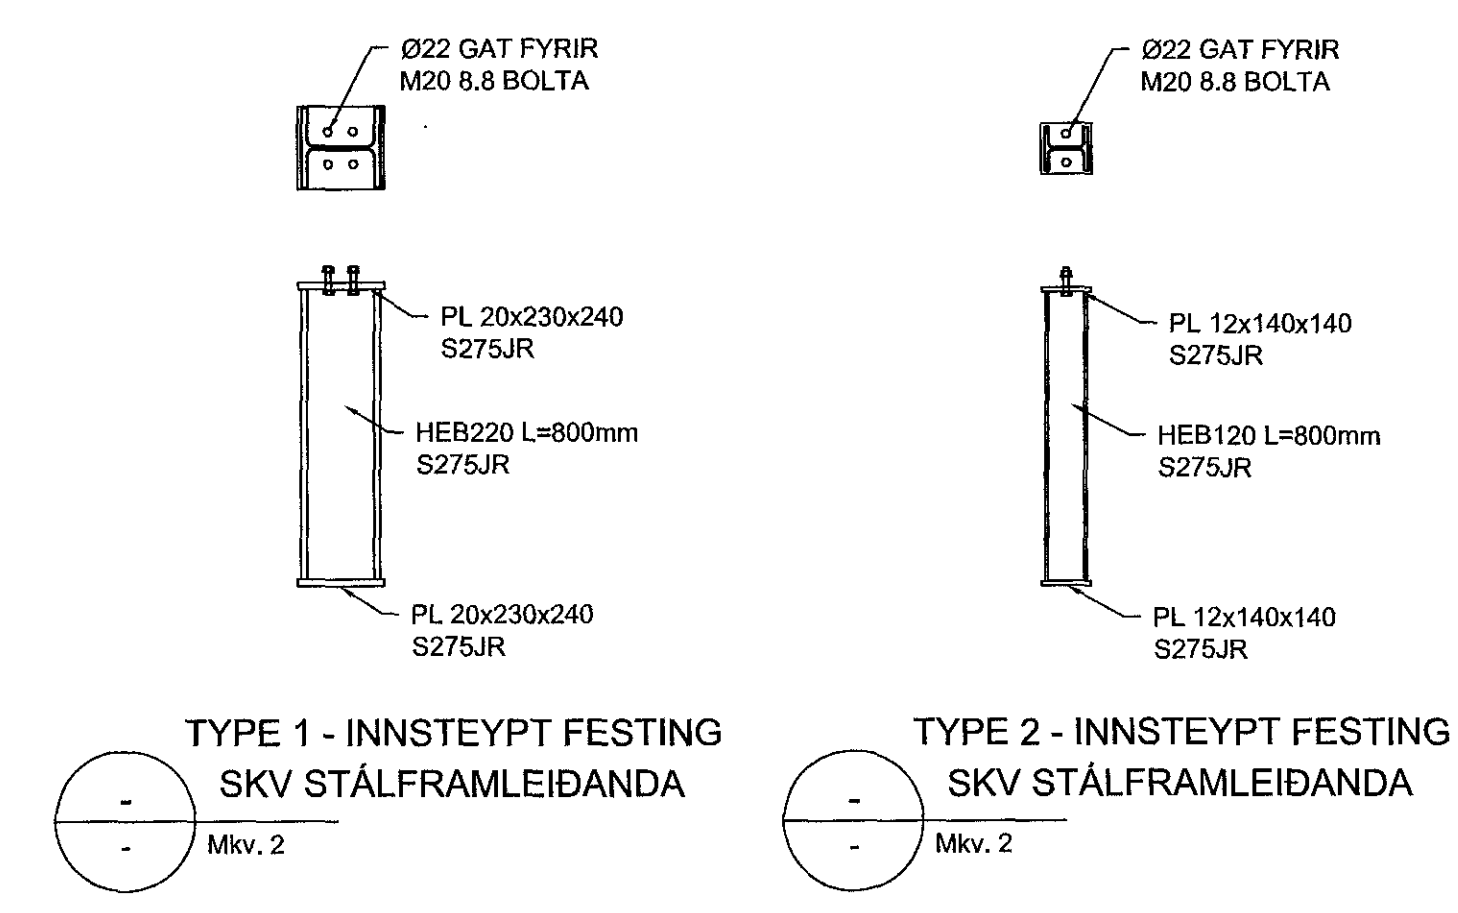 Ø22 GAT FYRIR
M20 8.8 BOLTA
PL 20x230x240
S275JR
HEB220 L=800mm
S275JR
PL 20x230x240
S275JR
TYPE 1 - INNSTEYPT FESTING
SKV STÁLFRAMLEIÐANDA
-
-
Mkv. 2
Ø22 GAT FYRIR
M20 8.8 BOLTA
PL 12x140x140
S275JR
HEB120 L=800mm
S275JR
PL 12x140x140
S275JR
TYPE 2 - INNSTEYPT FESTING
SKV STÁLFRAMLEIÐANDA
-
-
Mkv. 2